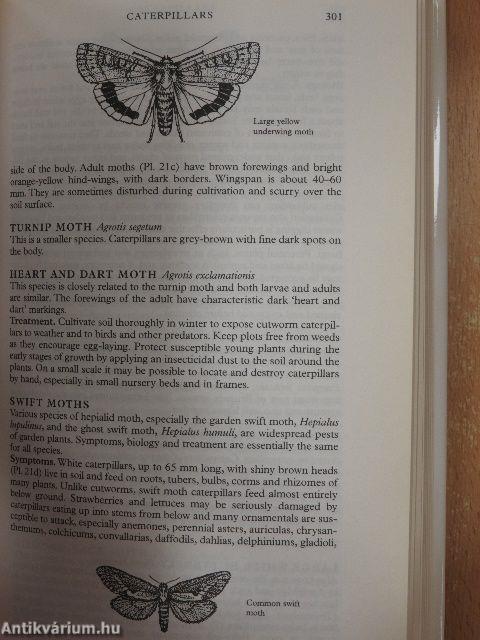 CATERPILLARS 301
Large yellow
underwing moth
side of the body. Adult moths (Pl. 21c) have brown forewings and bright
orange-yellow hind-wings, with dark borders. Wingspan is about 40–60
mm. They are sometimes disturbed during cultivation and scurry over the
soil surface.
TURNIP MOTH Agrotis segetum
This is a smaller species. Caterpillars are grey-brown with fine dark spots on
the body.
HEART AND DART MOTH Agrotis exclamationis
This species is closely related to the turnip moth and both larvae and adults
are similar. The forewings of the adult have characteristic dark 'heart and
dart' markings.
Treatment. Cultivate soil thoroughly in winter to expose cutworm caterpil-
lars to weather and to birds and other predators. Keep plots free from weeds
as they encourage egg-laying. Protect susceptible young plants during the
early stages of growth by applying an insecticidal dust to the soil around the
plants. On a small scale it may be possible to locate and destroy caterpillars
by hand, especially in small nursery beds and in frames.
SWIFT MOTHS
Various species of hepialid moth, especially the garden swift moth, Hepialus
lupulinus, and the ghost swift moth, Hepialus humuli, are widespread pests
of garden plants. Symptoms, biology and treatment are essentially the same
for all species.
Symptoms. White caterpillars, up to 65 mm long, with shiny brown heads
(Pl. 21d) live in soil and feed on roots, tubers, bulbs, corms and rhizomes of
many plants. Unlike cutworms, swift moth caterpillars feed almost entirely
below ground. Strawberries and lettuces may be seriously damaged by
caterpillars eating up into stems from below and many ornamentals are sus-
ceptible to attack, especially anemones, perennial asters, auriculas, chrysan-
themums, colchicums, convallarias, daffodils, dahlias, delphiniums, gladioli,
Common swift
moth
Antikvárium.hu